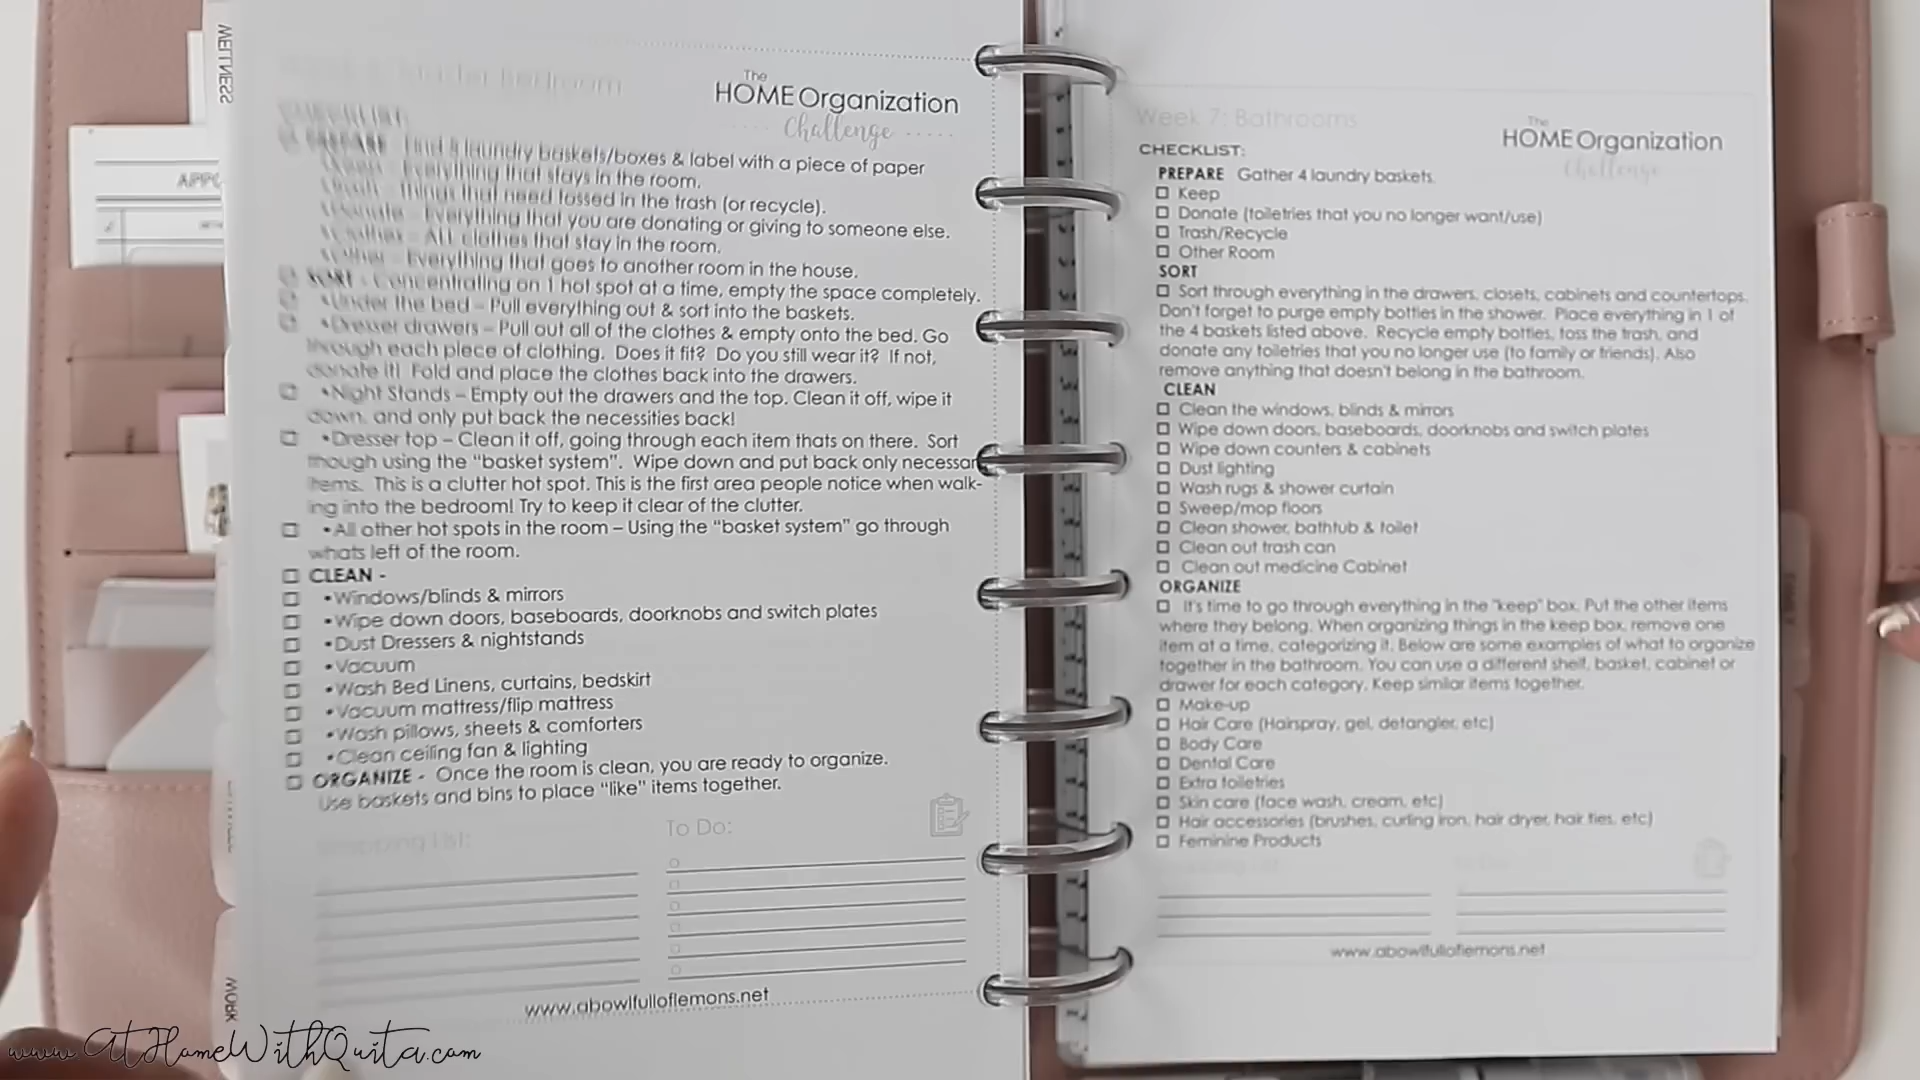 WELLNESS
APPO
Master Bedroom
The
HOME Organization
Challenge
CHECKLIST:
PREPARE - Find 4 laundry baskets/boxes & label with a piece of paper
- Everything that stays in the room.
- Things that need tossed in the trash (or recycle).
Donate - Everything that you are donating or giving to someone else.
- ALL clothes that stay in the room.
Other - Everything that goes to another room in the house.
SORT - Concentrating on 1 hot spot at a time, empty the space completely.
•Under the bed – Pull everything out & sort into the baskets.
•Dresser drawers – Pull out all of the clothes & empty onto the bed. Go
through each piece of clothing. Does it fit? Do you still wear it? If not,
donate it! Fold and place the clothes back into the drawers.
•Night Stands – Empty out the drawers and the top. Clean it off, wipe it
down, and only put back the necessities back!
•Dresser top – Clean it off, going through each item thats on there. Sort
though using the “basket system”. Wipe down and put back only necessar
items. This is a clutter hot spot. This is the first area people notice when walk-
ing into the bedroom! Try to keep it clear of the clutter.
•All other hot spots in the room – Using the “basket system” go through
whats left of the room.
CLEAN -
•Windows/blinds & mirrors
•Wipe down doors, baseboards, doorknobs and switch plates
•Dust Dressers & nightstands
•Vacuum
•Wash Bed Linens, curtains, bedskirt
•Vacuum mattress/flip mattress
•Wash pillows, sheets & comforters
•Clean ceiling fan & lighting
ORGANIZE - Once the room is clean, you are ready to organize.
Use baskets and bins to place “like” items together.
Shopping List:
To Do:
www.abowlfulloflemons.net
WORK
Week 7: Bathrooms
The
HOME Organization
Challenge
CHECKLIST:
PREPARE Gather 4 laundry baskets.
Keep
Donate (toiletries that you no longer want/use)
Trash/Recycle
Other Room
SORT
Sort through everything in the drawers, closets, cabinets and countertops.
Don't forget to purge empty bottles in the shower. Place everything in 1 of
the 4 baskets listed above. Recycle empty bottles, toss the trash, and
donate any toiletries that you no longer use (to family or friends). Also
remove anything that doesn't belong in the bathroom.
CLEAN
Clean the windows, blinds & mirrors
Wipe down doors, baseboards, doorknobs and switch plates
Wipe down counters & cabinets
Dust lighting
Wash rugs & shower curtain
Sweep/mop floors
Clean shower, bathtub & toilet
Clean out trash can
Clean out medicine Cabinet
ORGANIZE
It's time to go through everything in the "keep" box. Put the other items
where they belong. When organizing things in the keep box, remove one
item at a time, categorizing it. Below are some examples of what to organize
together in the bathroom. You can use a different shelf, basket, cabinet or
drawer for each category. Keep similar items together.
Make-up
Hair Care (Hairspray, gel, detangler, etc)
Body Care
Dental Care
Extra toiletries
Skin care (face wash, cream, etc)
Hair accessories (brushes, curling iron, hair dryer, hair ties, etc)
Feminine Products
www.abowlfulloflemons.net
www.AtHomeWithQuita.com